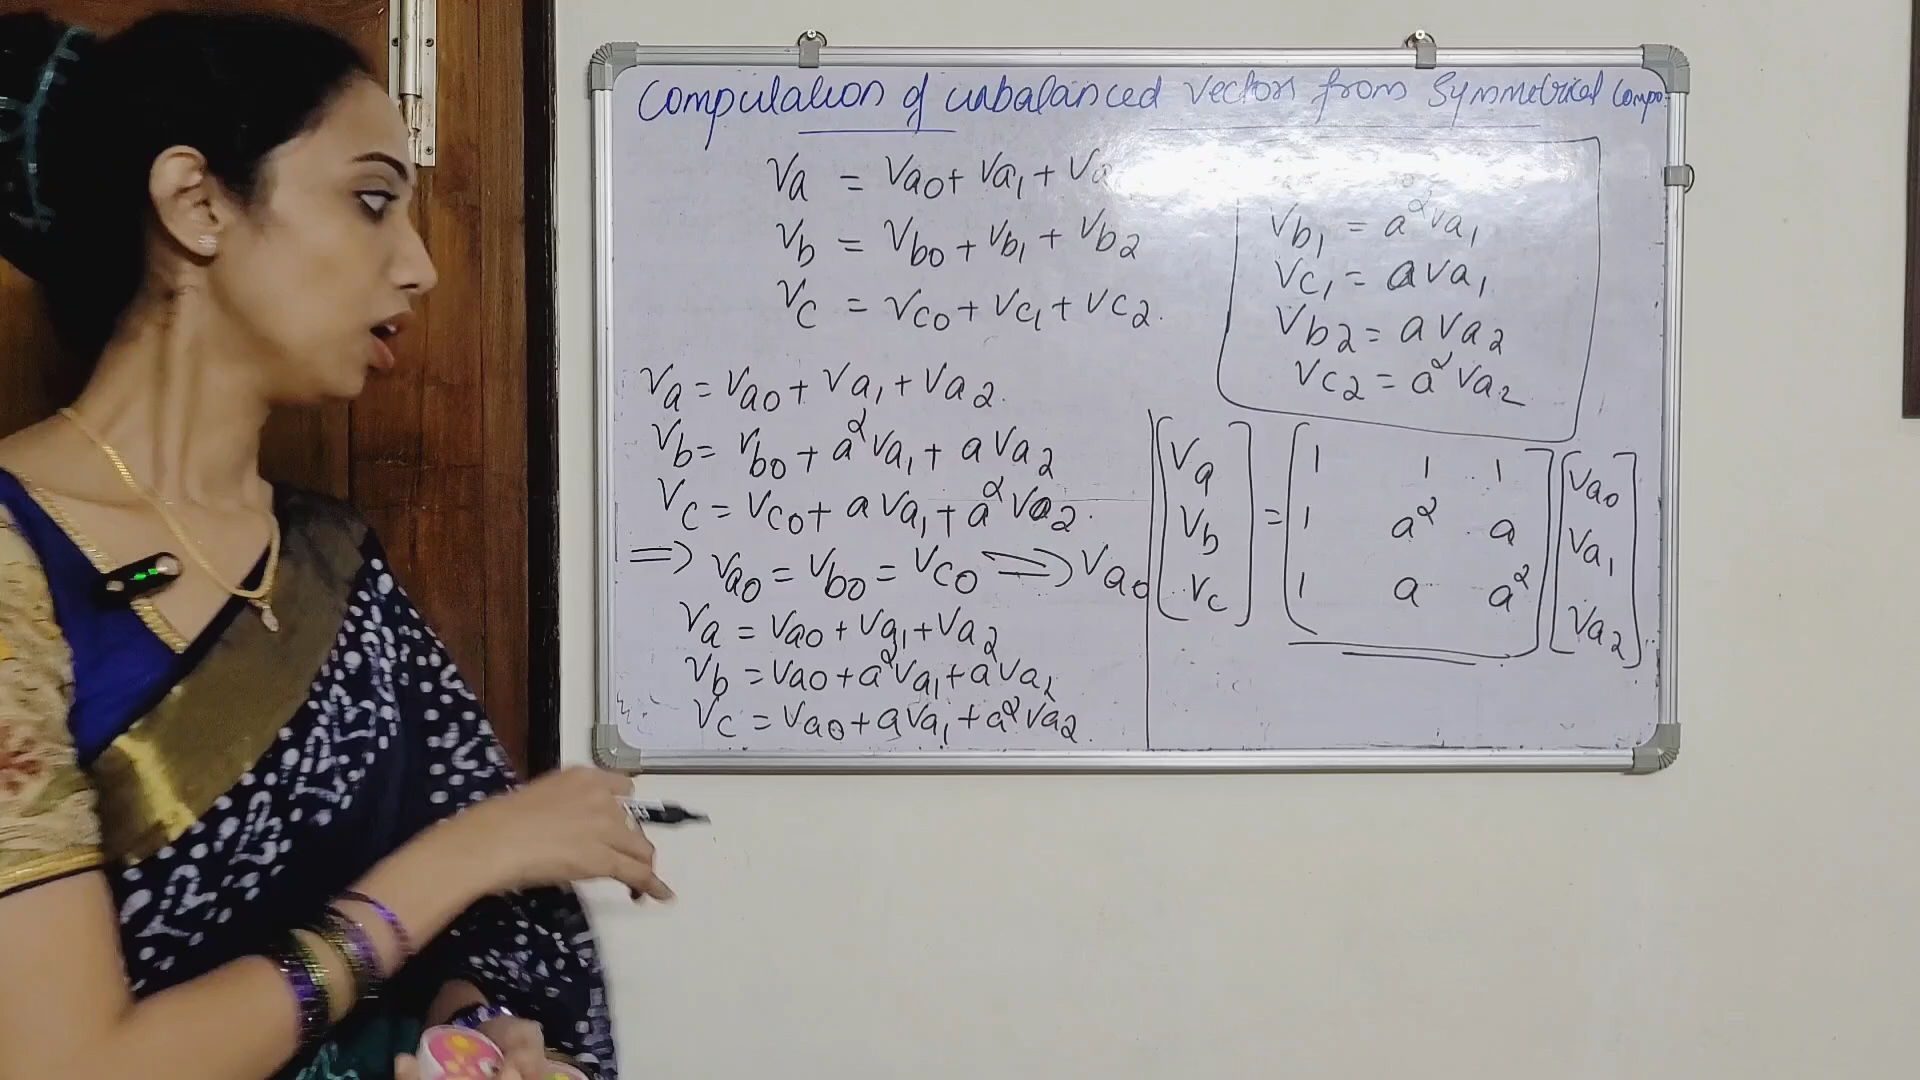 Computation of unbalanced vectors from Symmetrical Compo-
Va = Va0 + Va1 + Va
Vb = Vb0 + Vb1 + Vb2
Vc = Vc0 + Vc1 + Vc2.
Vb1 = a²Va1
Vc1 = aVa1
Vb2 = aVa2
Vc2 = a²Va2
Va = Va0 + Va1 + Va2.
Vb = Vb0 + a²Va1 + aVa2
Vc = Vc0 + aVa1 + a²Va2.
⇒ Va0 = Vb0 = Vc0 ⇒ Va0
Va = Va0 + Va1 + Va2
Vb = Va0 + a²Va1 + aVa2
Vc = Va0 + aVa1 + a²Va2.
[Va] = [1 1 1] [Va0]
[Vb] [1 a² a] [Va1]
[Vc] [1 a a²] [Va2]